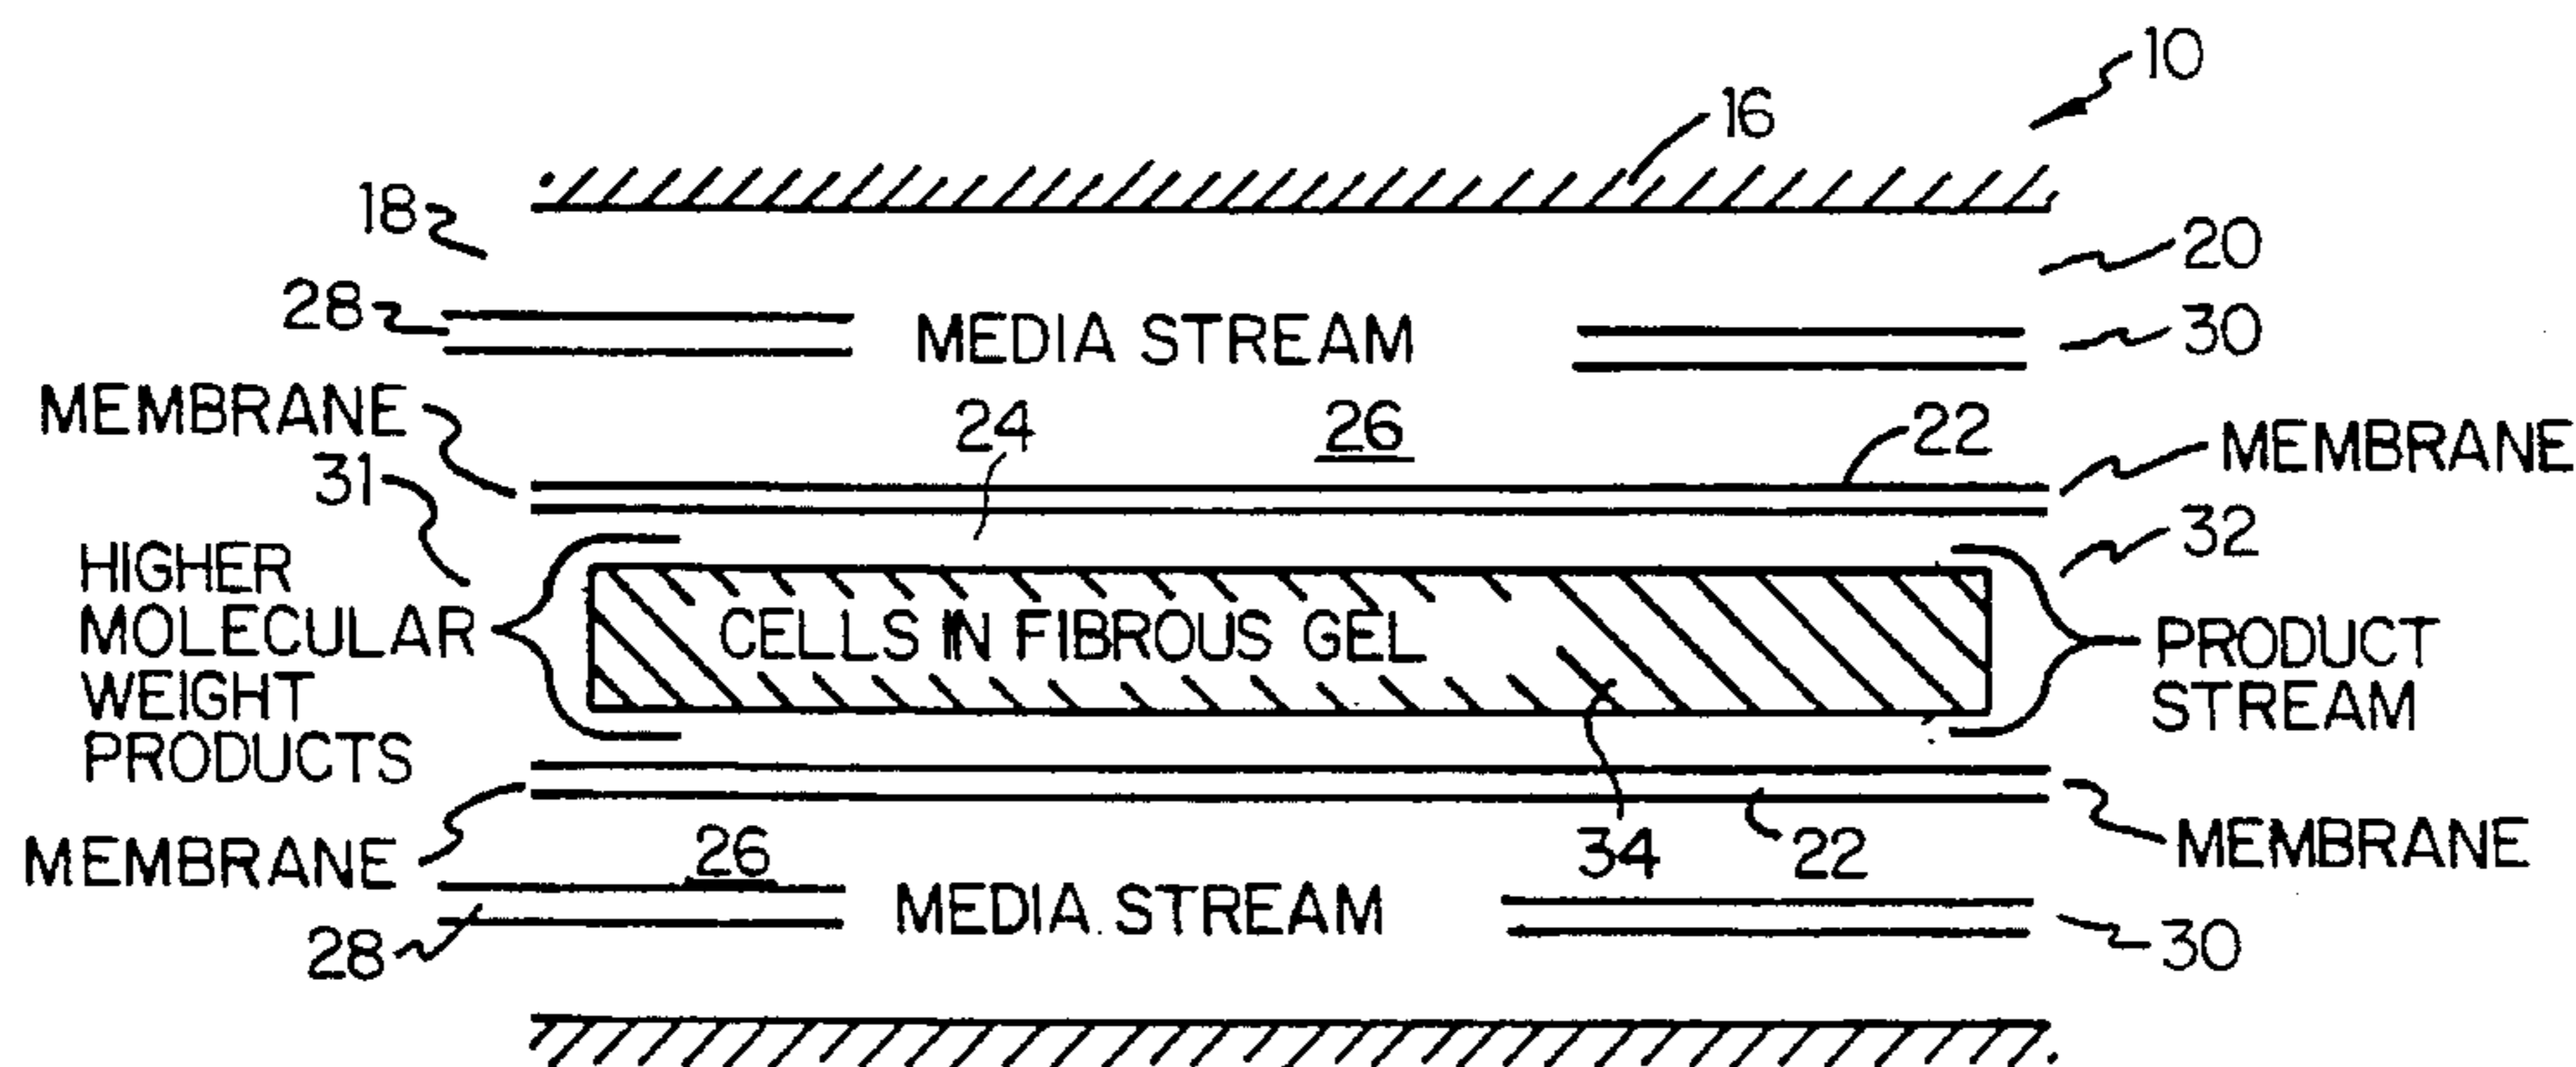 10
16
18
20
28
MEDIA STREAM
30
MEMBRANE
24
26
22
MEMBRANE
31
32
HIGHER
MOLECULAR
WEIGHT
PRODUCTS
CELLS IN FIBROUS GEL
PRODUCT
STREAM
MEMBRANE
26
34
22
MEMBRANE
28
MEDIA. STREAM
30